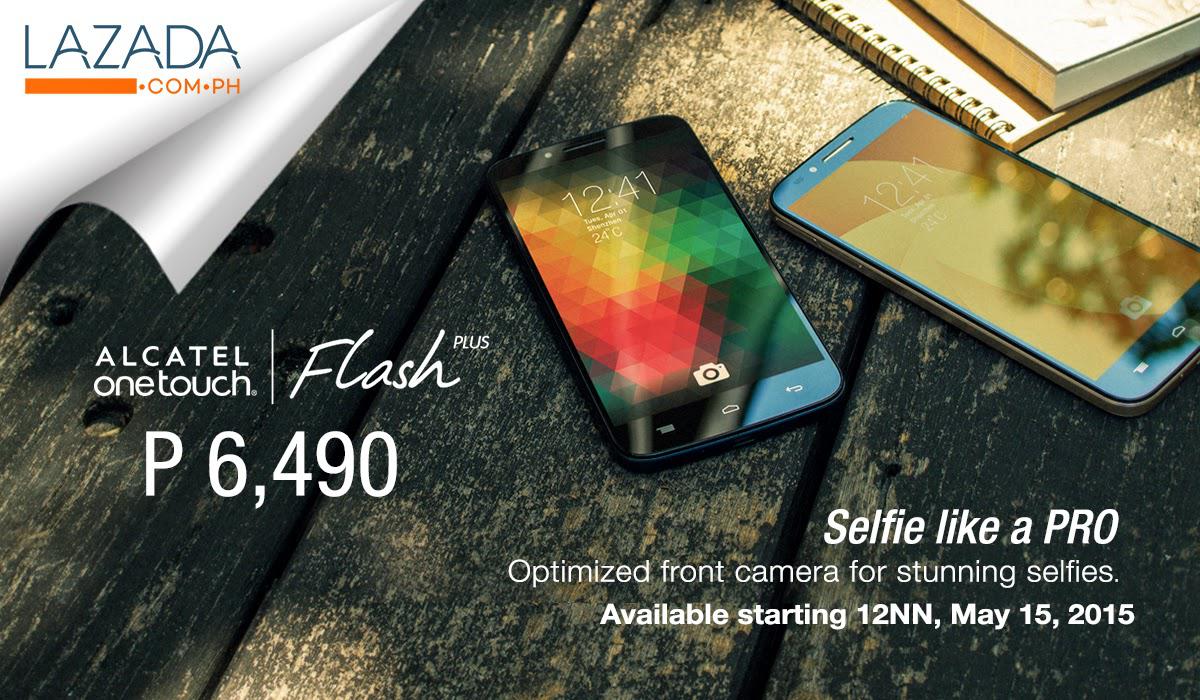 LAZADA
.COM.PH
12:41
Tues, Apr 01
Shenzhen
24°C
12:41
24°C
ALCATEL
onetouch®
Flash PLUS
P 6,490
Selfie like a PRO
Optimized front camera for stunning selfies.
Available starting 12NN, May 15, 2015